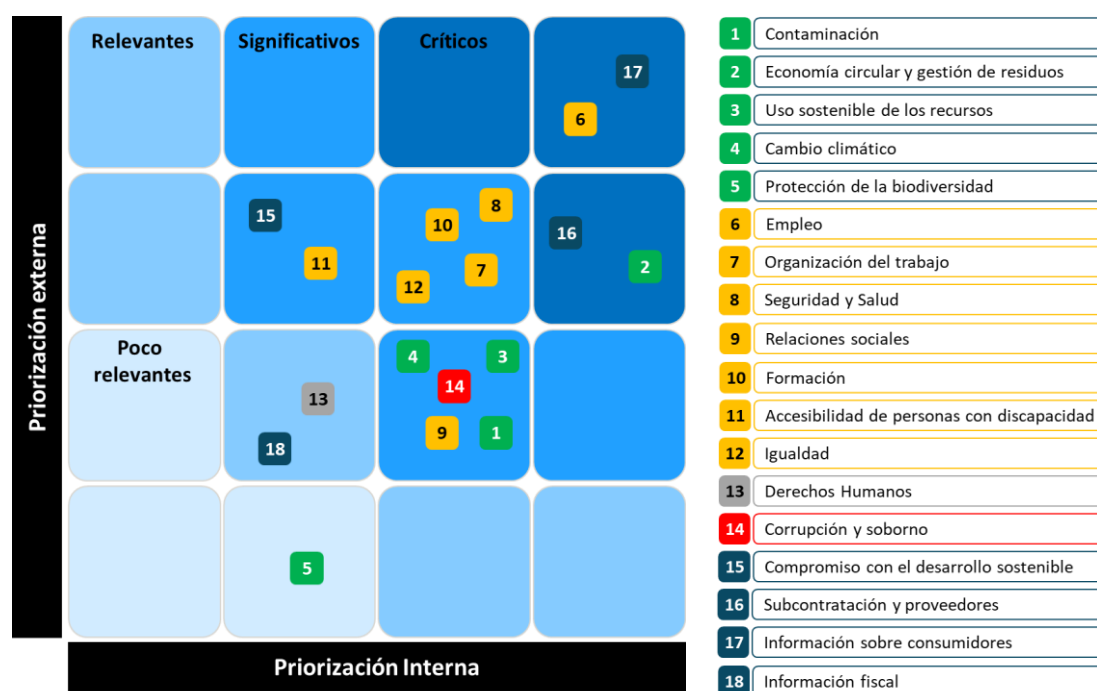 Priorización externa
Relevantes
Significativos
Críticos
17
6
15
11
10
8
7
12
16
2
Poco
relevantes
13
18
4
3
14
9
1
5
Priorización Interna
1 Contaminación
2 Economía circular y gestión de residuos
3 Uso sostenible de los recursos
4 Cambio climático
5 Protección de la biodiversidad
6 Empleo
7 Organización del trabajo
8 Seguridad y Salud
9 Relaciones sociales
10 Formación
11 Accesibilidad de personas con discapacidad
12 Igualdad
13 Derechos Humanos
14 Corrupción y soborno
15 Compromiso con el desarrollo sostenible
16 Subcontratación y proveedores
17 Información sobre consumidores
18 Información fiscal